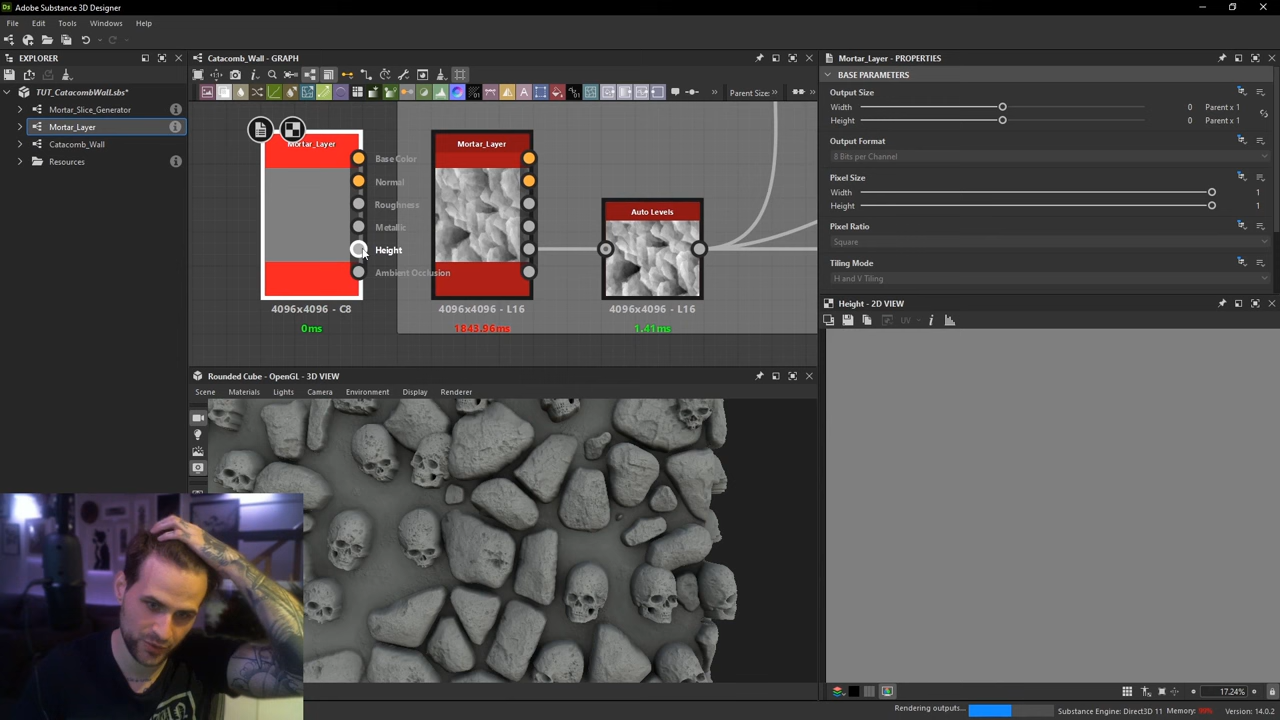 Adobe Substance 3D Designer
File Edit Tools Windows Help
EXPLORER
TUT_CatacombWall.sbs*
Mortar_Slice_Generator
Mortar_Layer
Catacomb_Wall
Resources
Catacomb_Wall - GRAPH
Parent Size:
Mortar_Layer
Base Color
Normal
Roughness
Metallic
Height
Ambient Occlusion
4096x4096 - C8
0ms
Mortar_Layer
4096x4096 - L16
1843.96ms
Auto Levels
4096x4096 - L16
1.41ms
Rounded Cube - OpenGL - 3D VIEW
Scene Materials Lights Camera Environment Display Renderer
Mortar_Layer - PROPERTIES
BASE PARAMETERS
Output Size
Width 0 Parent x 1
Height 0 Parent x 1
Output Format
8 Bits per Channel
Pixel Size
Width 1
Height 1
Pixel Ratio
Square
Tiling Mode
H and V Tiling
Height - 2D VIEW
UV
17.24%
Rendering outputs...
Substance Engine: Direct3D 11 Memory: Version: 14.0.2